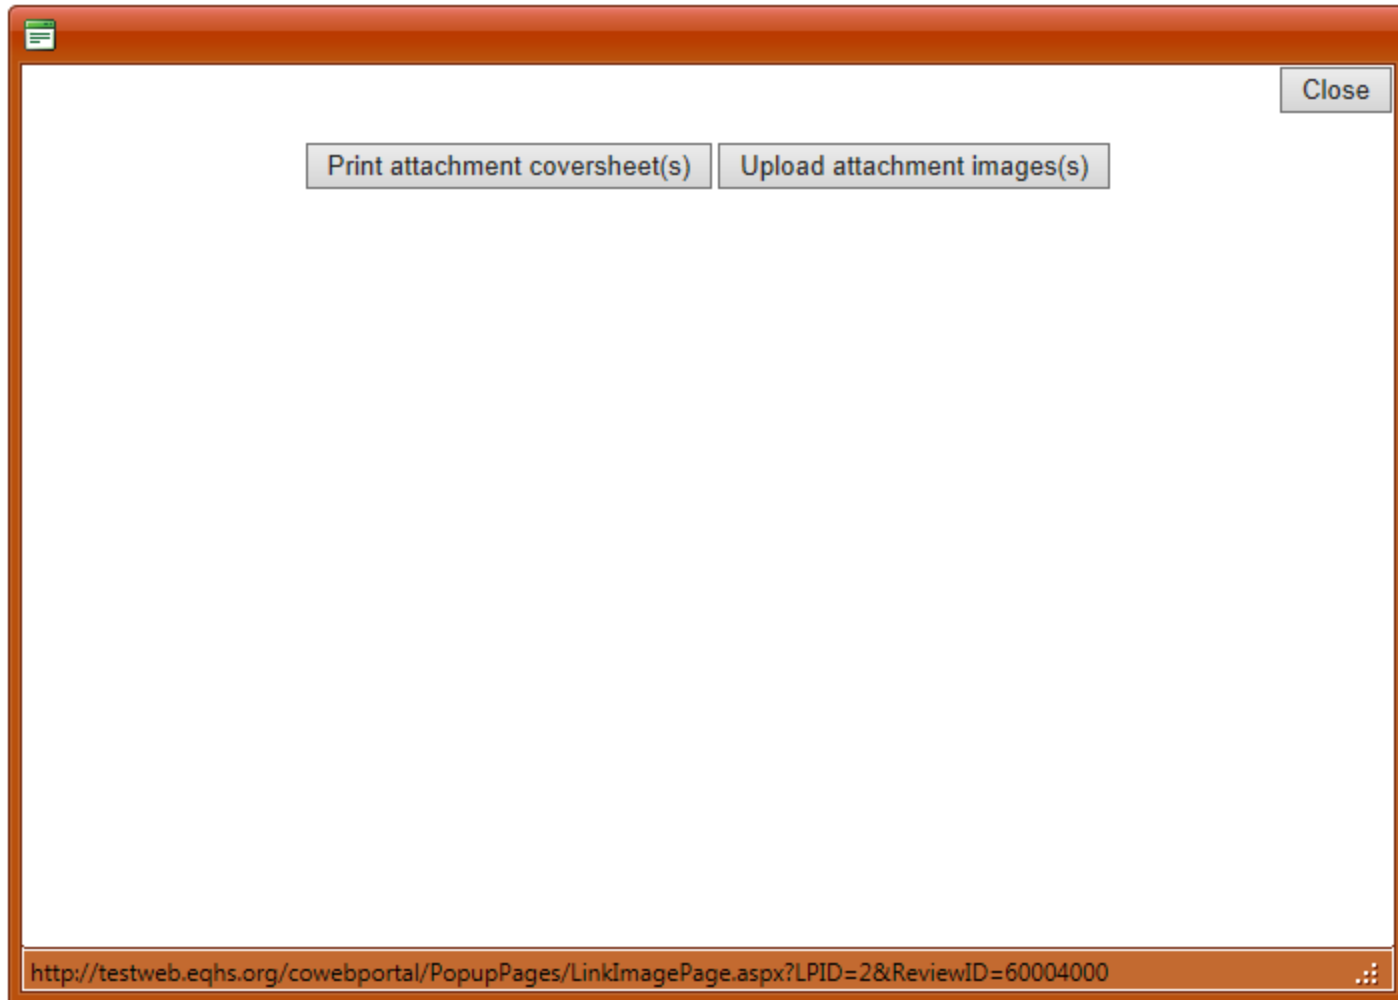 Close
Print attachment coversheet(s) Upload attachment images(s)
http://testweb.eqhs.org/cowebportal/PopupPages/LinkImagePage.aspx?LPID=2&ReviewID=60004000